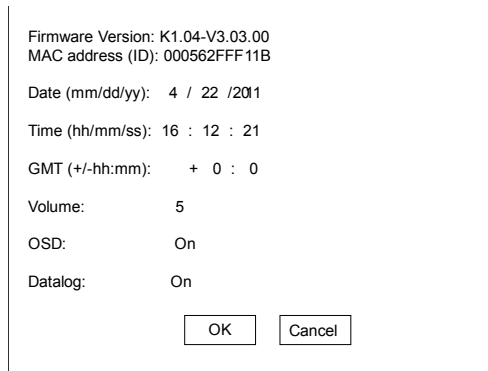 Firmware Version: K1.04-V3.03.00
MAC address (ID): 000562FFF11B
Date (mm/dd/yy): 4 / 22 /2011
Time (hh/mm/ss): 16 : 12 : 21
GMT (+/-hh:mm): + 0 : 0
Volume: 5
OSD: On
Datalog: On
OK Cancel